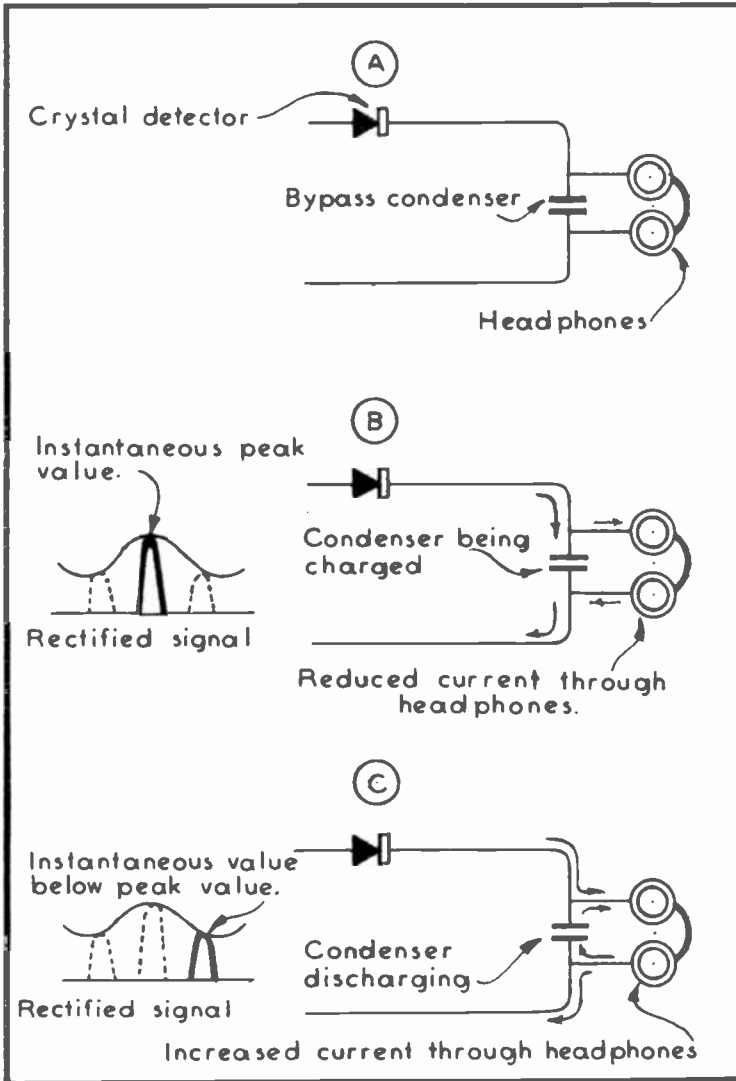 A
Crystal detector
Bypass condenser
Headphones
B
Instantaneous peak
value.
Condenser being
charged
Rectified signal
Reduced current through
headphones.
C
Instantaneous value
below peak value.
Condenser
discharging
Rectified signal
Increased current through headphones